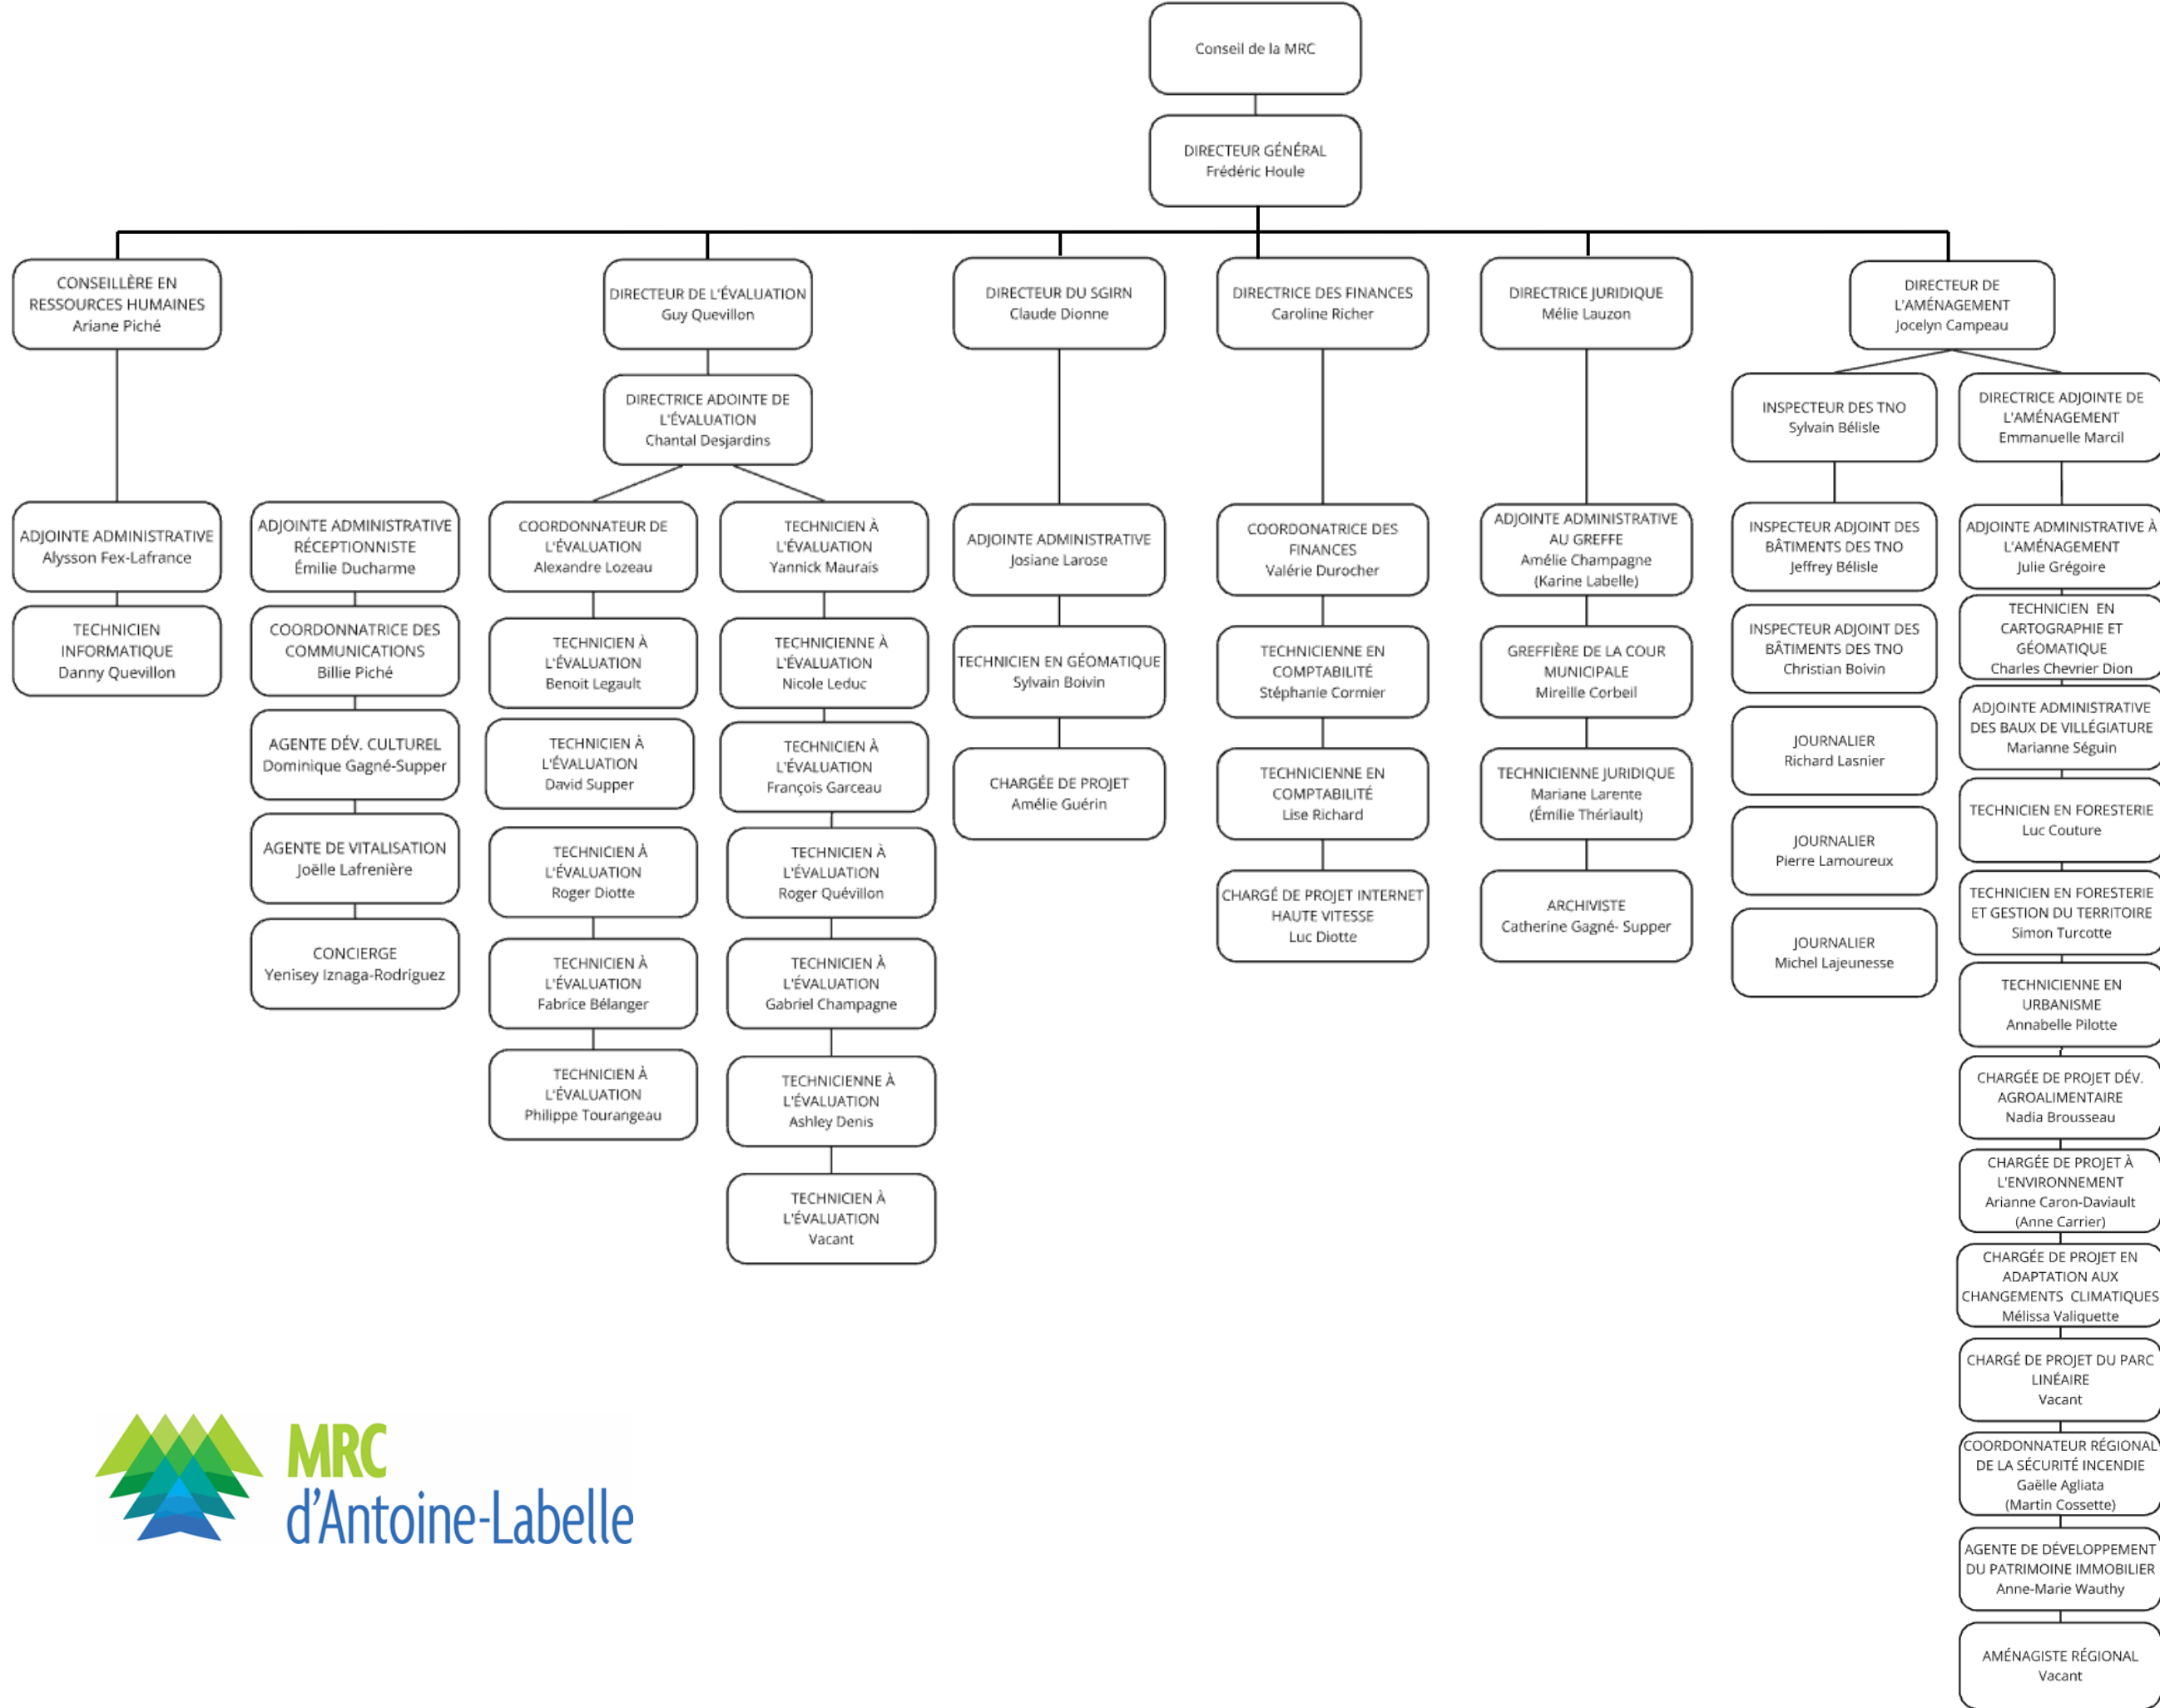 Conseil de la MRC
DIRECTEUR GÉNÉRAL
Frédéric Houle
CONSEILLÈRE EN
RESSOURCES HUMAINES
Ariane Piché
ADJOINTE ADMINISTRATIVE
Alysson Fex-Lafrance
TECHNICIEN
INFORMATIQUE
Danny Quevillon
ADJOINTE ADMINISTRATIVE
RÉCEPTIONNISTE
Émilie Ducharme
COORDONNATRICE DES
COMMUNICATIONS
Billie Piché
AGENTE DÉV. CULTUREL
Dominique Gagné-Supper
AGENTE DE VITALISATION
Joëlle Lafrenière
CONCIERGE
Yenisey Iznaga-Rodriguez
DIRECTEUR DE L'ÉVALUATION
Guy Quevillon
DIRECTRICE ADOINTE DE
L'ÉVALUATION
Chantal Desjardins
COORDONNATEUR DE
L'ÉVALUATION
Alexandre Lozeau
TECHNICIEN À
L'ÉVALUATION
Benoit Legault
TECHNICIEN À
L'ÉVALUATION
David Supper
TECHNICIEN À
L'ÉVALUATION
Roger Diotte
TECHNICIEN À
L'ÉVALUATION
Fabrice Bélanger
TECHNICIEN À
L'ÉVALUATION
Philippe Tourangeau
TECHNICIEN À
L'ÉVALUATION
Yannick Maurais
TECHNICIENNE À
L'ÉVALUATION
Nicole Leduc
TECHNICIEN À
L'ÉVALUATION
François Garceau
TECHNICIEN À
L'ÉVALUATION
Roger Quévillon
TECHNICIEN À
L'ÉVALUATION
Gabriel Champagne
TECHNICIENNE À
L'ÉVALUATION
Ashley Denis
TECHNICIEN À
L'ÉVALUATION
Vacant
DIRECTEUR DU SGIRN
Claude Dionne
ADJOINTE ADMINISTRATIVE
Josiane Larose
TECHNICIEN EN GÉOMATIQUE
Sylvain Boivin
CHARGÉE DE PROJET
Amélie Guérin
DIRECTRICE DES FINANCES
Caroline Richer
COORDONATRICE DES
FINANCES
Valérie Durocher
TECHNICIENNE EN
COMPTABILITÉ
Stéphanie Cormier
TECHNICIENNE EN
COMPTABILITÉ
Lise Richard
CHARGÉ DE PROJET INTERNET
HAUTE VITESSE
Luc Diotte
DIRECTRICE JURIDIQUE
Mélie Lauzon
ADJOINTE ADMINISTRATIVE
AU GREFFE
Amélie Champagne
(Karine Labelle)
GREFFIÈRE DE LA COUR
MUNICIPALE
Mireille Corbeil
TECHNICIENNE JURIDIQUE
Mariane Larente
(Émilie Thériault)
ARCHIVISTE
Catherine Gagné- Supper
DIRECTEUR DE
L'AMÉNAGEMENT
Jocelyn Campeau
INSPECTEUR DES TNO
Sylvain Bélisle
INSPECTEUR ADJOINT DES
BÂTIMENTS DES TNO
Jeffrey Bélisle
INSPECTEUR ADJOINT DES
BÂTIMENTS DES TNO
Christian Boivin
JOURNALIER
Richard Lasnier
JOURNALIER
Pierre Lamoureux
JOURNALIER
Michel Lajeunesse
DIRECTRICE ADJOINTE DE
L'AMÉNAGEMENT
Emmanuelle Marcil
ADJOINTE ADMINISTRATIVE À
L'AMÉNAGEMENT
Julie Grégoire
TECHNICIEN EN
CARTOGRAPHIE ET
GÉOMATIQUE
Charles Chevrier Dion
ADJOINTE ADMINISTRATIVE
DES BAUX DE VILLÉGIATURE
Marianne Séguin
TECHNICIEN EN FORESTERIE
Luc Couture
TECHNICIEN EN FORESTERIE
ET GESTION DU TERRITOIRE
Simon Turcotte
TECHNICIENNE EN
URBANISME
Annabelle Pilotte
CHARGÉE DE PROJET DÉV.
AGROALIMENTAIRE
Nadia Brousseau
CHARGÉE DE PROJET À
L'ENVIRONNEMENT
Arianne Caron-Daviault
(Anne Carrier)
CHARGÉE DE PROJET EN
ADAPTATION AUX
CHANGEMENTS CLIMATIQUES
Mélissa Valiquette
CHARGÉ DE PROJET DU PARC
LINÉAIRE
Vacant
COORDONNATEUR RÉGIONAL
DE LA SÉCURITÉ INCENDIE
Gaëlle Agliata
(Martin Cossette)
AGENTE DE DÉVELOPPEMENT
DU PATRIMOINE IMMOBILIER
Anne-Marie Wauthy
AMÉNAGISTE RÉGIONAL
Vacant
MRC
d'Antoine-Labelle